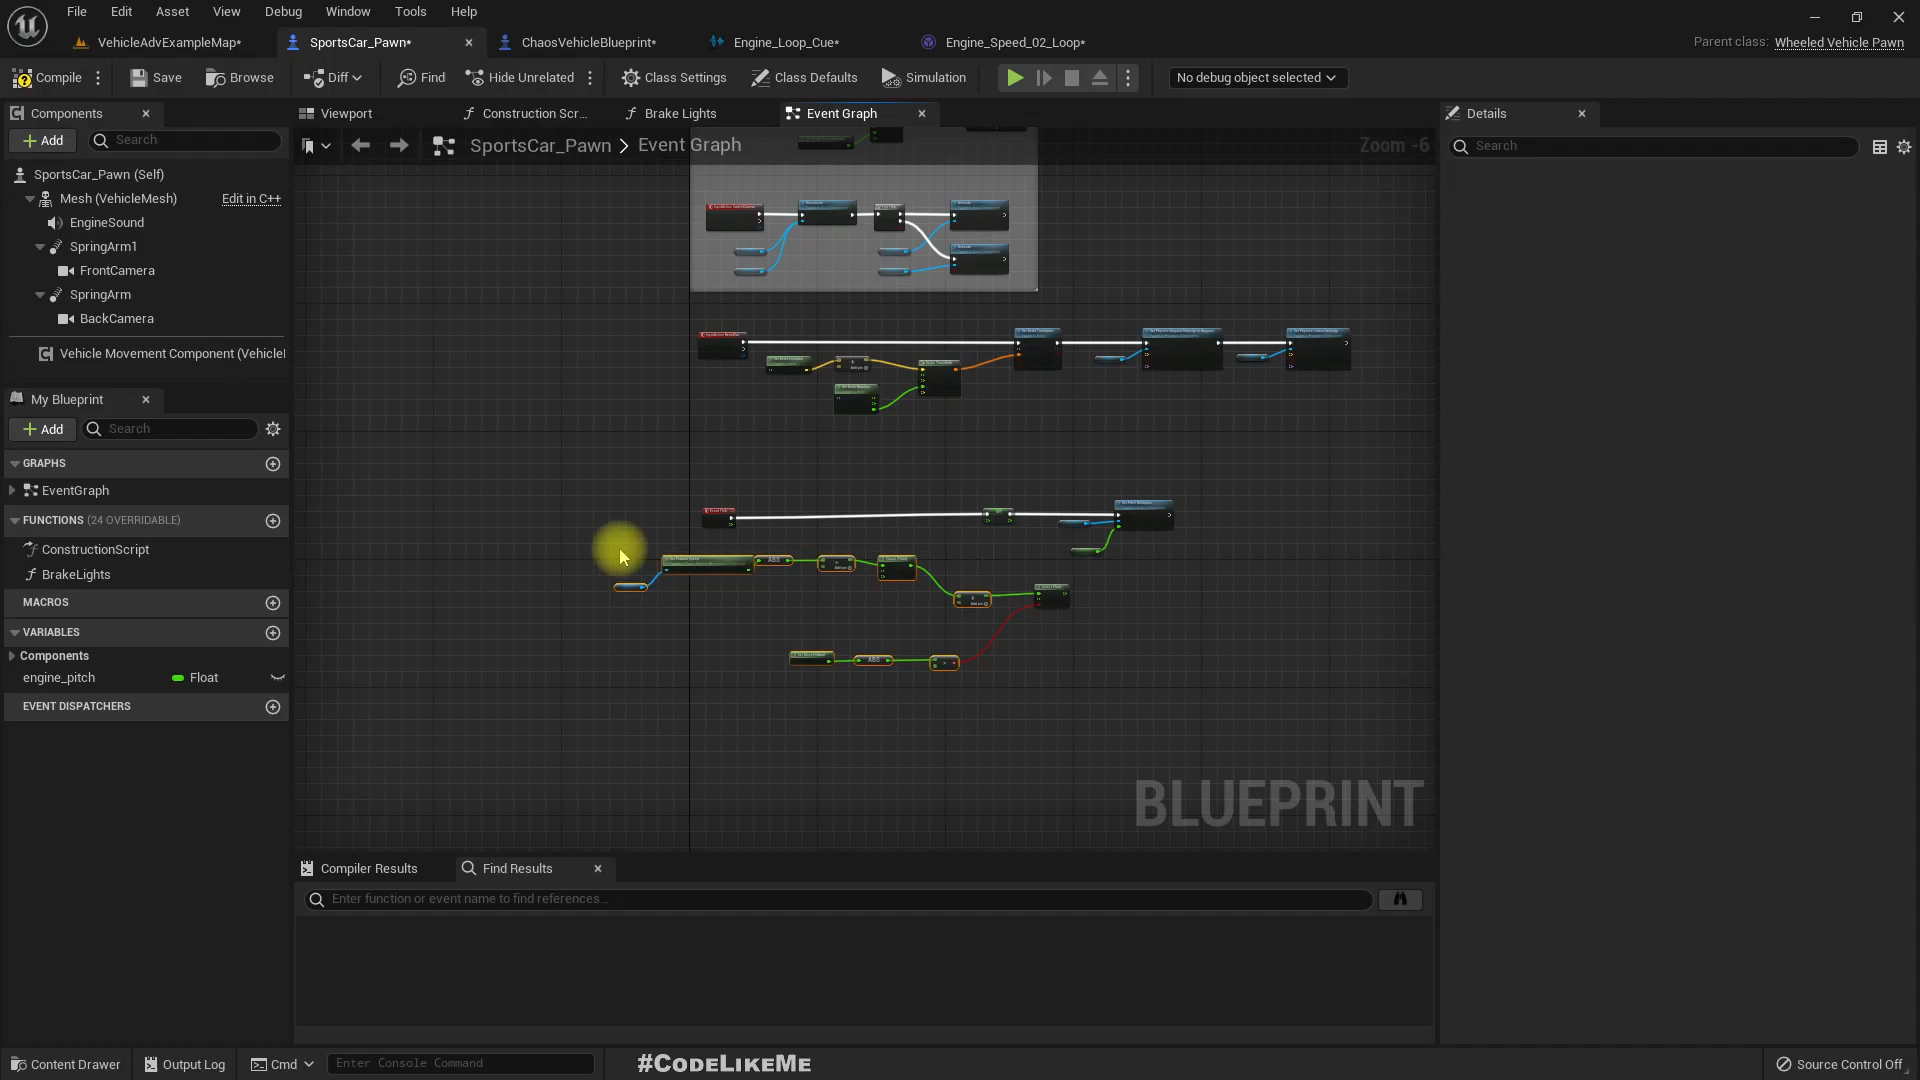 File Edit Asset View Debug Window Tools Help
VehicleAdvExampleMap* SportsCar_Pawn* ChaosVehicleBlueprint* Engine_Loop_Cue* Engine_Speed_02_Loop* Parent class: Wheeled Vehicle Pawn
Compile Save Browse Diff Find Hide Unrelated Class Settings Class Defaults Simulation No debug object selected
Components Viewport Construction Scr... Brake Lights Event Graph Details
Add Search SportsCar_Pawn > Event Graph Zoom -6 Search
SportsCar_Pawn (Self)
Mesh (VehicleMesh) Edit in C++
EngineSound
SpringArm1
FrontCamera
SpringArm
BackCamera
Vehicle Movement Component (Vehicle
My Blueprint
Add Search
GRAPHS
EventGraph
FUNCTIONS (24 OVERRIDABLE)
ConstructionScript
BrakeLights
MACROS
VARIABLES
Components
engine_pitch Float
EVENT DISPATCHERS
ABS
ABS
BLUEPRINT
Compiler Results Find Results
Enter function or event name to find references...
Content Drawer Output Log Cmd Enter Console Command #CodeLikeMe Source Control Off